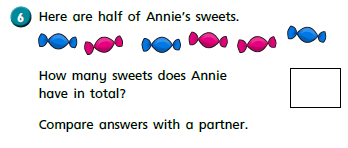 6 Here are half of Annie's sweets.
How many sweets does Annie
have in total?
Compare answers with a partner.